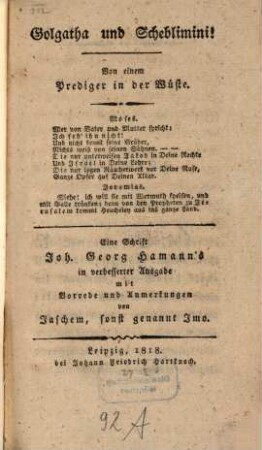 Golgatha und Scheblimini!
Von einem
Prediger in der Wüste.
Moses.
Wer von Vater und Mutter spricht:
Ich seh' ihn nicht!
Und nicht kennt seine Brüder,
Nichts weiß von seinen Söhnen. — —
Die unterweisen Jakob in Deine Rechte
Und Israel in Deine Lehre;
Die legen Räucherwerk vor Deine Nase,
Ganze Opfer auf Deinen Altar.
Jeremias.
Siehe! ich will sie mit Wermuth speisen, und
mit Galle tränken; denn von den Propheten zu Je-
rusalem kommt Heucheley aus ins ganze Land.
Eine Schrift
Joh. Georg Hamann's
in verbesserter Ausgabe
mit
Vorrede und Anmerkungen
von
Jaschem, sonst genannt Imo.
Leipzig, 1818.
bei Johann Friedrich Hartknoch.
92 A